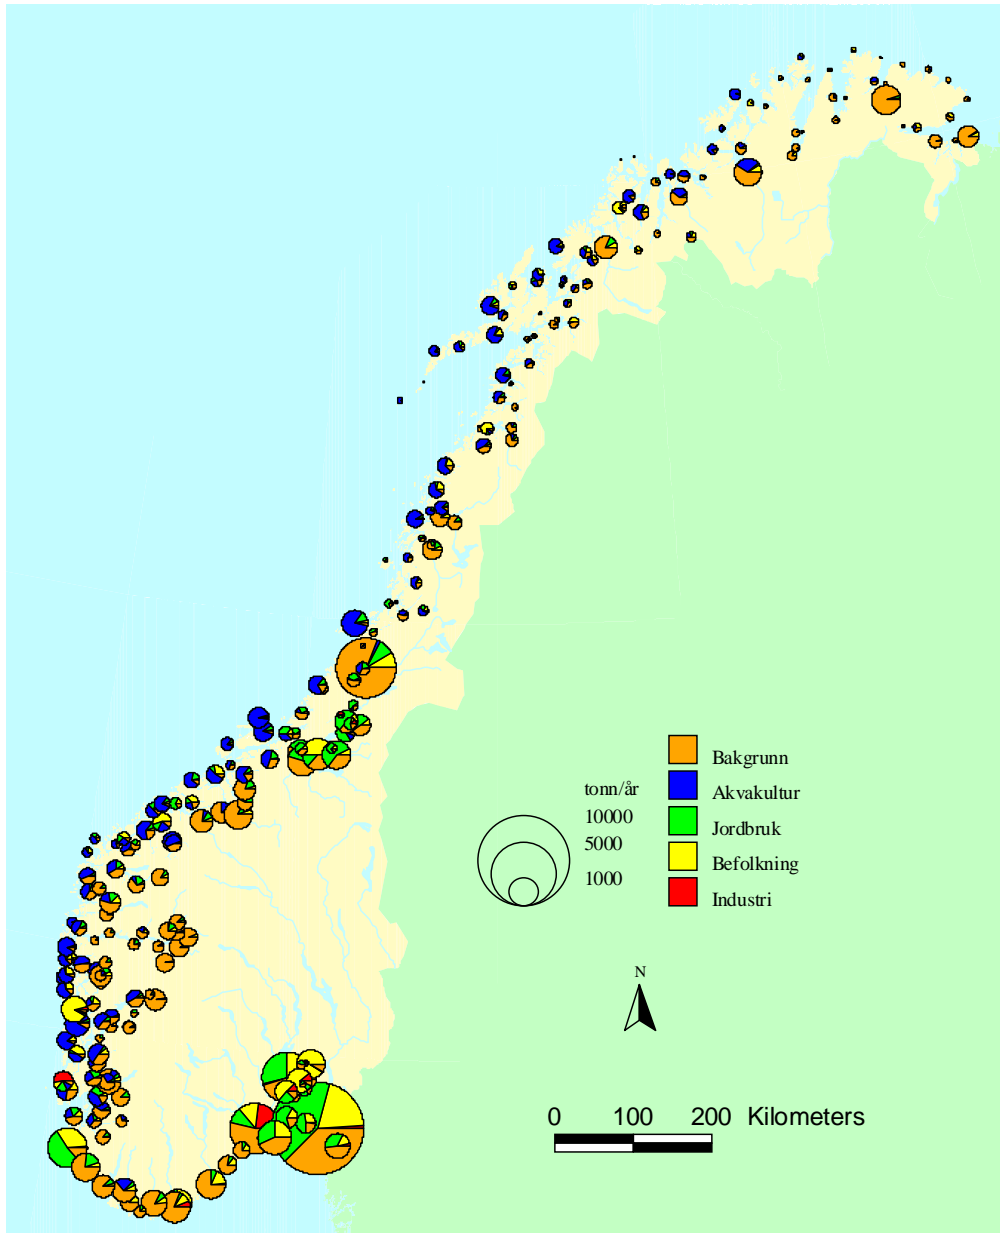 tonn/år
10000
5000
1000
Bakgrunn
Akvakultur
Jordbruk
Befolkning
Industri
N
0 100 200 Kilometers